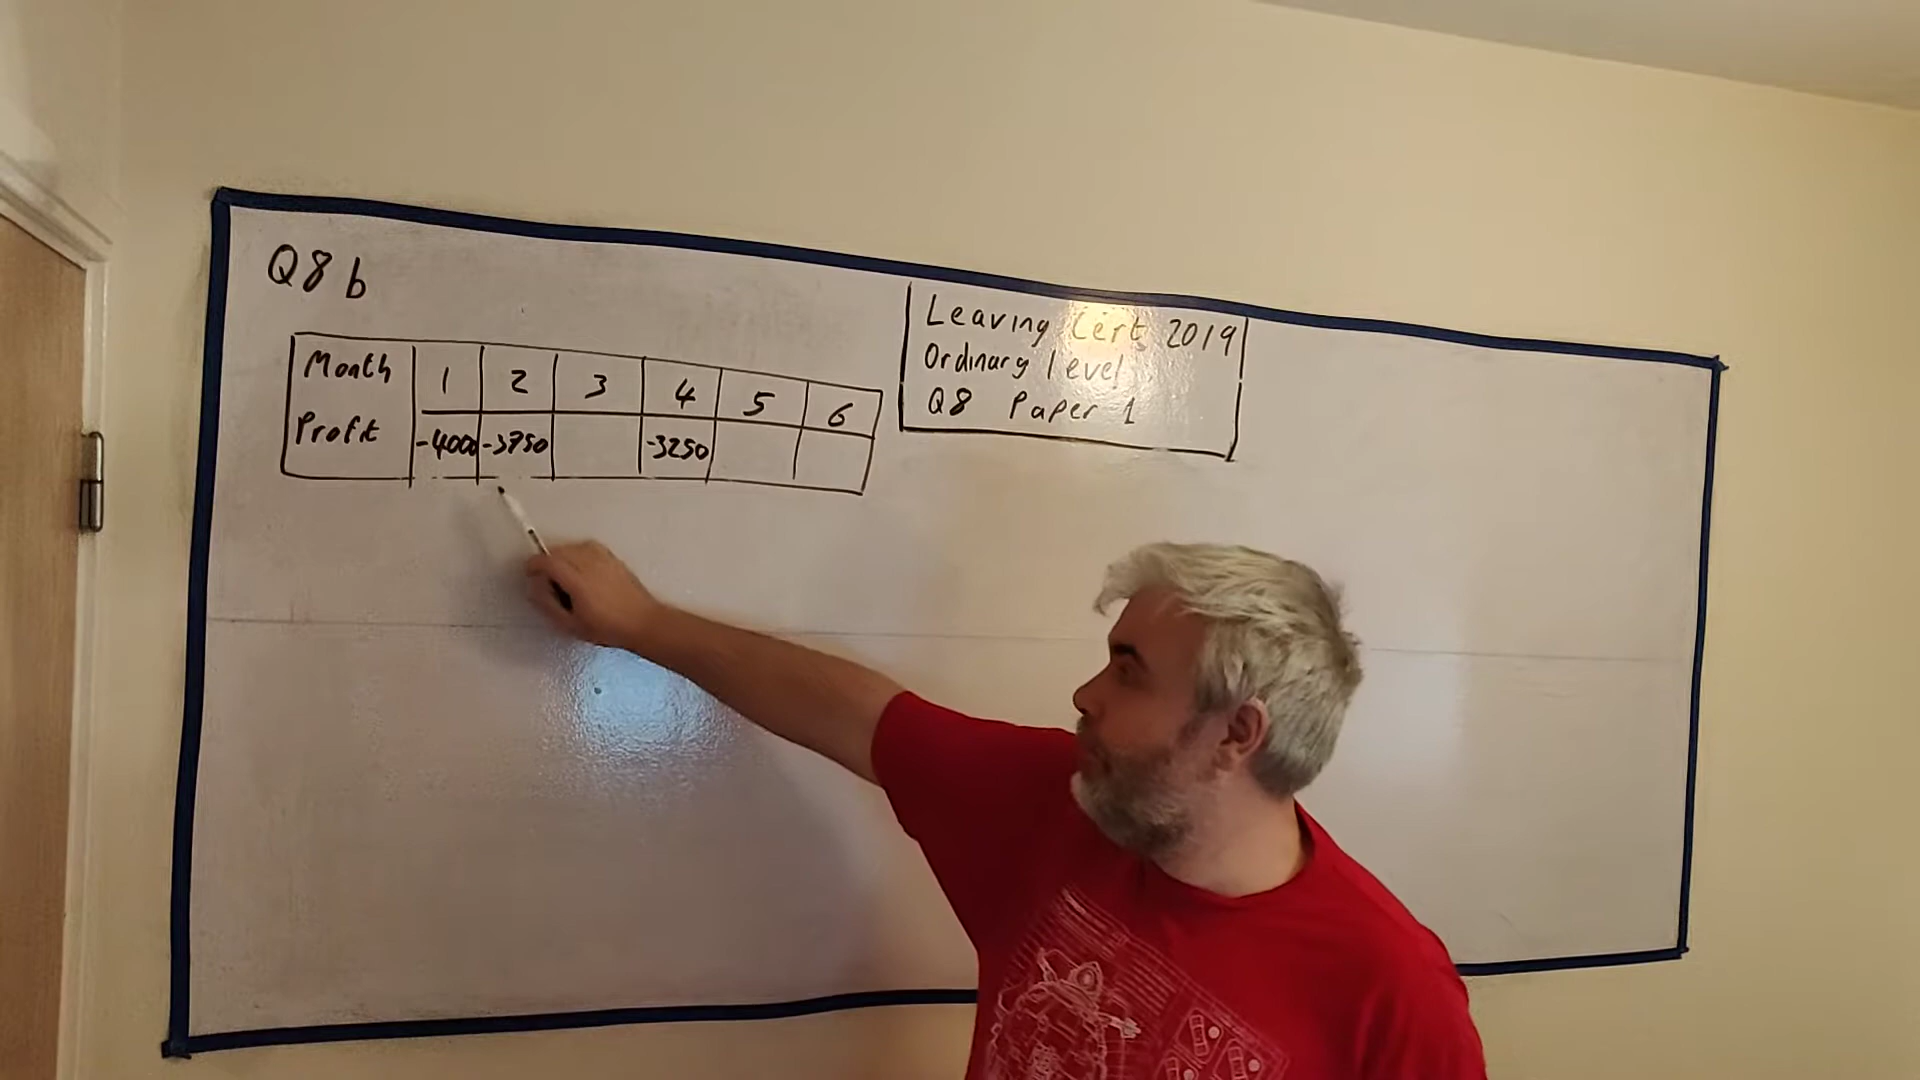 Q8 b
Month 1 2 3 4 5 6
Profit -4000 -3750 -3250
Leaving Cert 2019
Ordinary level
Q8 Paper 1